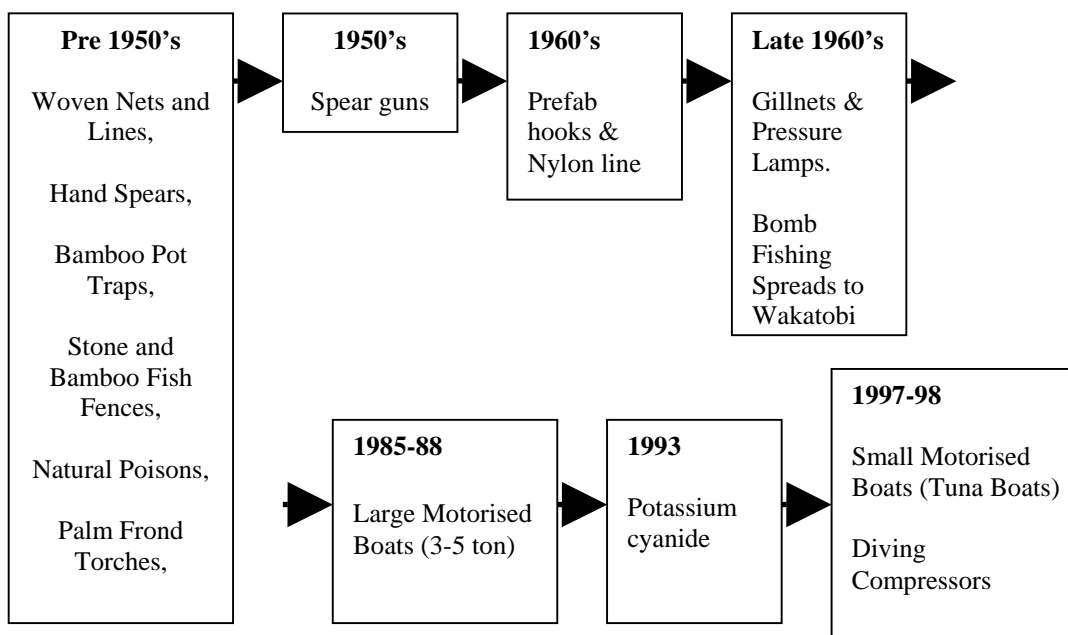 Pre 1950's
Woven Nets and
Lines,
Hand Spears,
Bamboo Pot
Traps,
Stone and
Bamboo Fish
Fences,
Natural Poisons,
Palm Frond
Torches,
1950's
Spear guns
1960's
Prefab
hooks &
Nylon line
Late 1960's
Gillnets &
Pressure
Lamps.
Bomb
Fishing
Spreads to
Wakatobi
1985-88
Large Motorised
Boats (3-5 ton)
1993
Potassium
cyanide
1997-98
Small Motorised
Boats (Tuna Boats)
Diving
Compressors